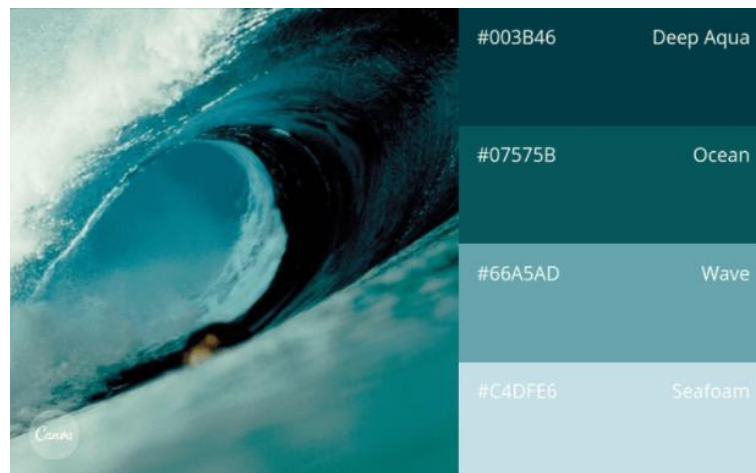 #003B46 Deep Aqua
#07575B Ocean
#66A5AD Wave
#C4DFE6 Seafoam
Canva